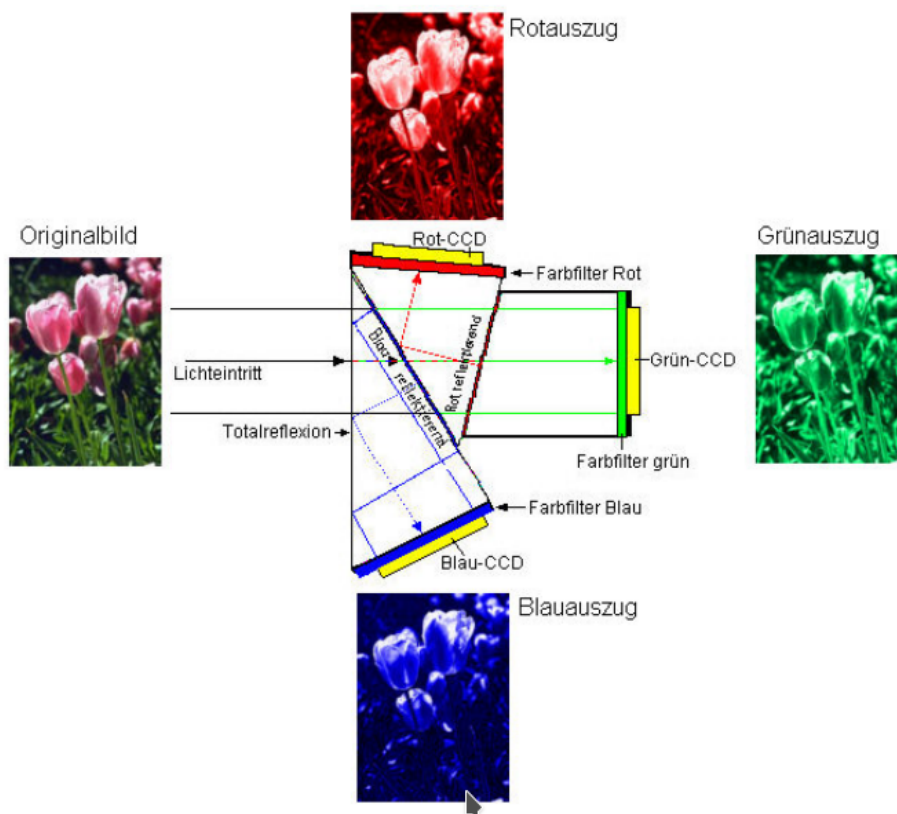 Rotauszug
Originalbild
Rot-CCD
Grünauszug
Farbfilter Rot
Blau reflektierend
Rot reflektierend
Grün-CCD
Lichteintritt
Totalreflexion
Farbfilter grün
Farbfilter Blau
Blau-CCD
Blauauszug